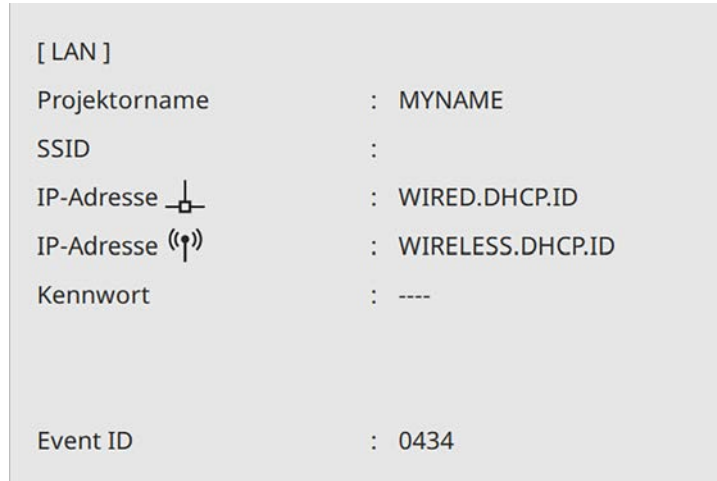 [ LAN ]
Projektorname : MYNAME
SSID :
IP-Adresse : WIRED.DHCP.ID
IP-Adresse : WIRELESS.DHCP.ID
Kennwort : ----
Event ID : 0434